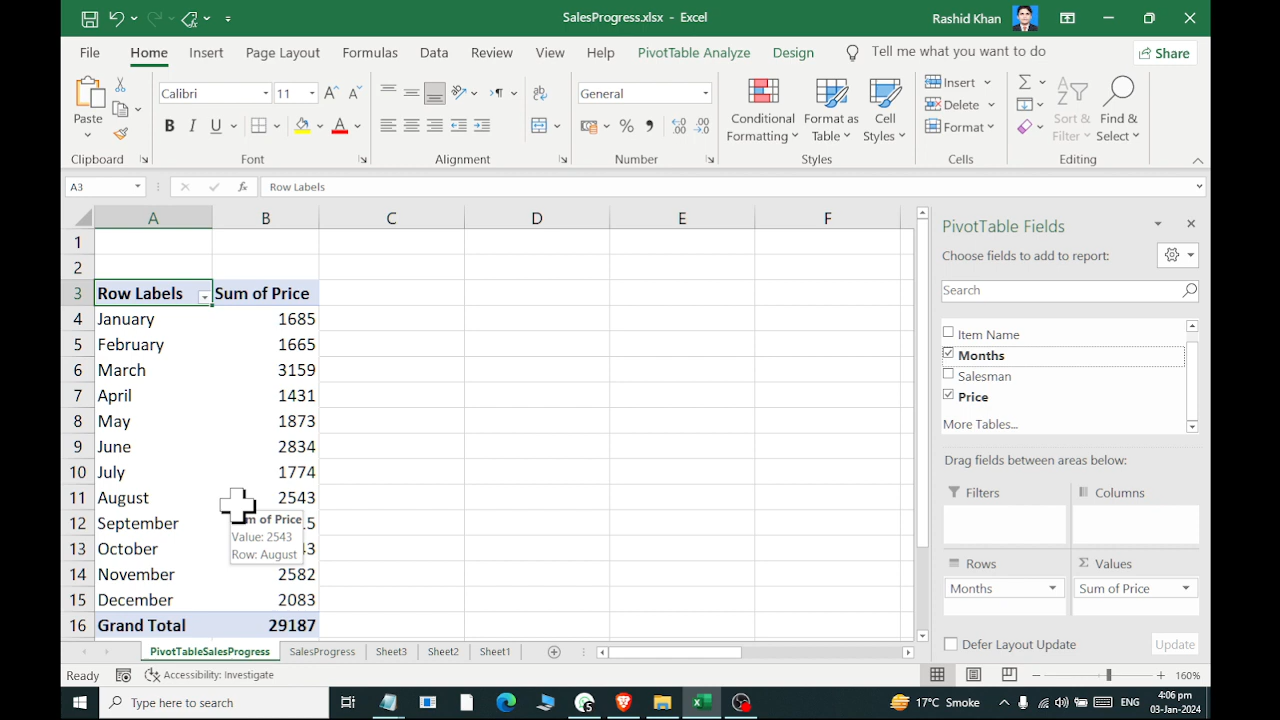 SalesProgress.xlsx - Excel
Rashid Khan
File Home Insert Page Layout Formulas Data Review View Help PivotTable Analyze Design Tell me what you want to do Share
Paste
Calibri 11
B I U A
General
Conditional Formatting
Format as Table
Cell Styles
Insert
Delete
Format
Sort & Filter
Find & Select
Clipboard Font Alignment Number Styles Cells Editing
A3 fx Row Labels
A B C D E F
1
2
3 Row Labels Sum of Price
4 January 1685
5 February 1665
6 March 3159
7 April 1431
8 May 1873
9 June 2834
10 July 1774
11 August 2543
12 September
13 October
14 November 2582
15 December 2083
16 Grand Total 29187
of Price
Value: 2543
Row: August
PivotTable Fields
Choose fields to add to report:
Search
Item Name
Months
Salesman
Price
More Tables...
Drag fields between areas below:
Filters Columns
Rows Σ Values
Months Sum of Price
Defer Layout Update Update
PivotTableSalesProgress SalesProgress Sheet3 Sheet2 Sheet1
Ready Accessibility: Investigate 160%
Type here to search
17°C Smoke ENG
4:06 pm
03-Jan-2024